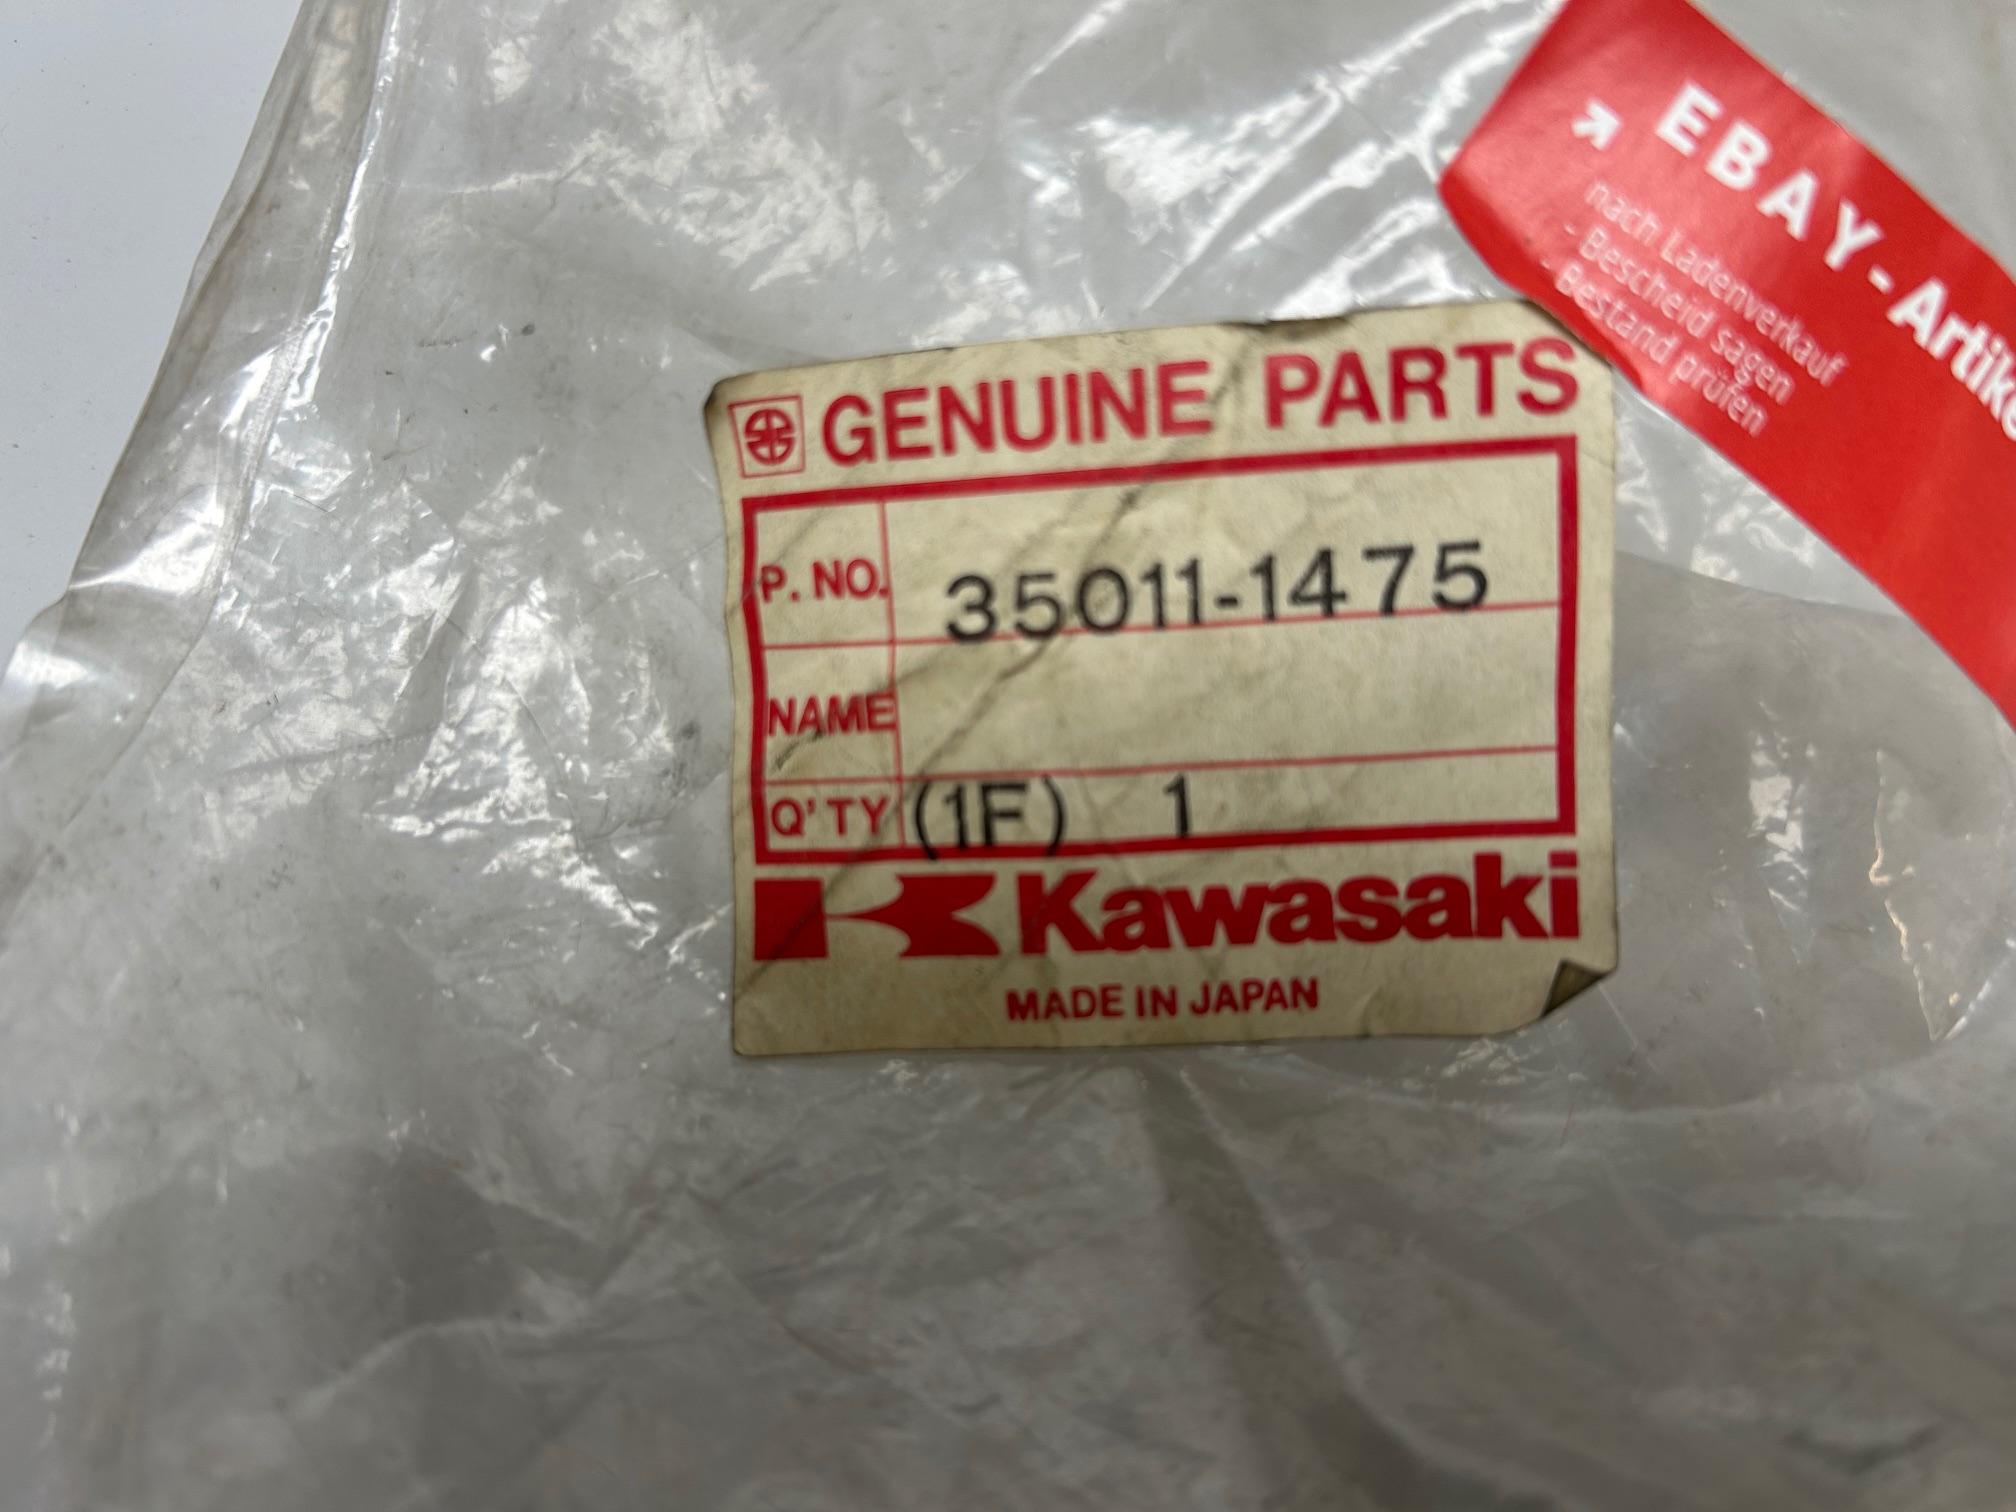 EBAY-Artike
nach Ladenverkauf
- Bescheid sagen
- Bestand prüfen
GENUINE PARTS
P. NO. 35011-1475
NAME
Q'TY (1F) 1
Kawasaki
MADE IN JAPAN